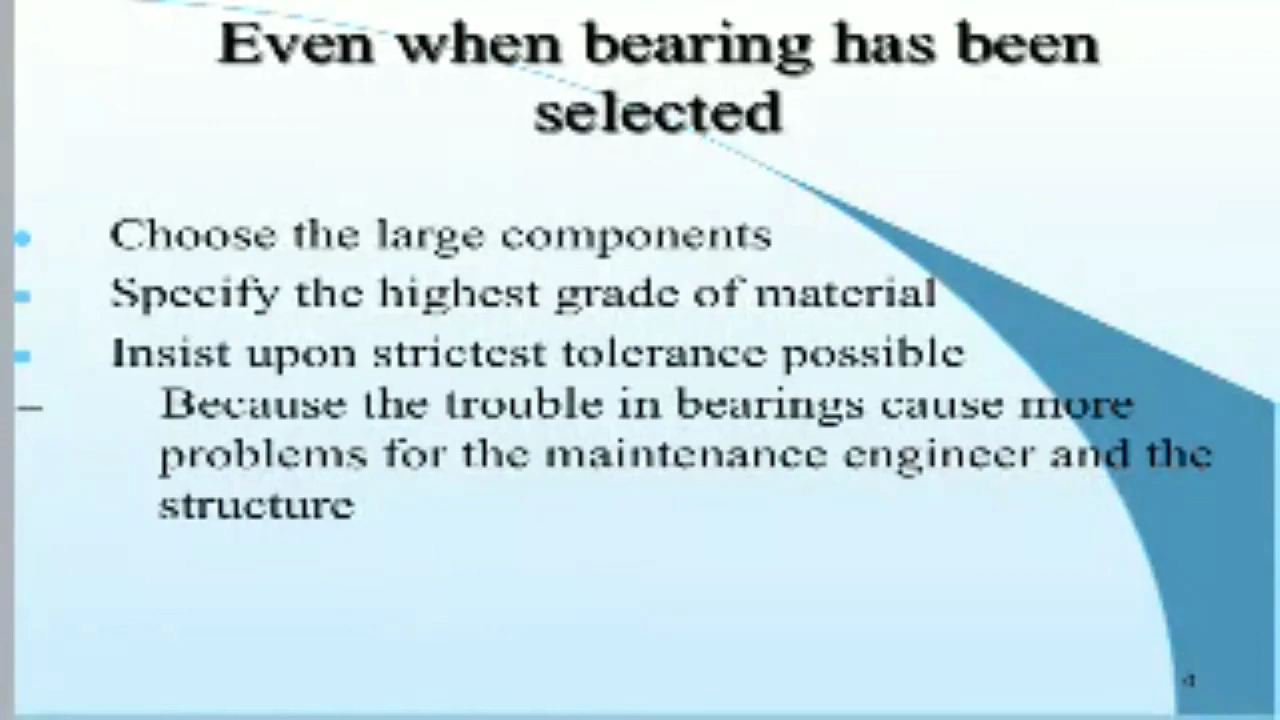 Even when bearing has been
selected
Choose the large components
Specify the highest grade of material
Insist upon strictest tolerance possible
– Because the trouble in bearings cause more
problems for the maintenance engineer and the
structure
4